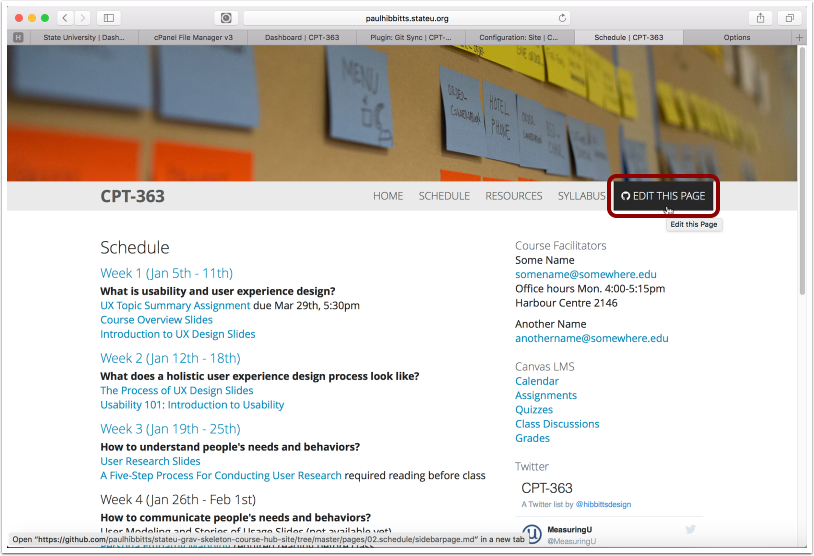 paulhibbitts.stateu.org
H
State University | Dash...
cPanel File Manager v3
Dashboard | CPT-363
Plugin: Git Sync | CPT-...
Configuration: Site | C...
Schedule | CPT-363
Options
MENU
HOTEL
PHONE
CPT-363
HOME
SCHEDULE
RESOURCES
SYLLABUS
EDIT THIS PAGE
Edit this Page
Schedule
Week 1 (Jan 5th - 11th)
What is usability and user experience design?
UX Topic Summary Assignment due Mar 29th, 5:30pm
Course Overview Slides
Introduction to UX Design Slides
Week 2 (Jan 12th - 18th)
What does a holistic user experience design process look like?
The Process of UX Design Slides
Usability 101: Introduction to Usability
Week 3 (Jan 19th - 25th)
How to understand people's needs and behaviors?
User Research Slides
A Five-Step Process For Conducting User Research required reading before class
Week 4 (Jan 26th - Feb 1st)
How to communicate people's needs and behaviors?
User Modeling and Stories of Usage Slides (not available yet)
Open "https://github.com/paulhibbitts/stateu-grav-skeleton-course-hub-site/tree/master/pages/02.schedule/sidebarpage.md" in a new tab
Course Facilitators
Some Name
somename@somewhere.edu
Office hours Mon. 4:00-5:15pm
Harbour Centre 2146
Another Name
anothername@somewhere.edu
Canvas LMS
Calendar
Assignments
Quizzes
Class Discussions
Grades
Twitter
CPT-363
A Twitter list by @hibbittsdesign
MeasuringU
@MeasuringU